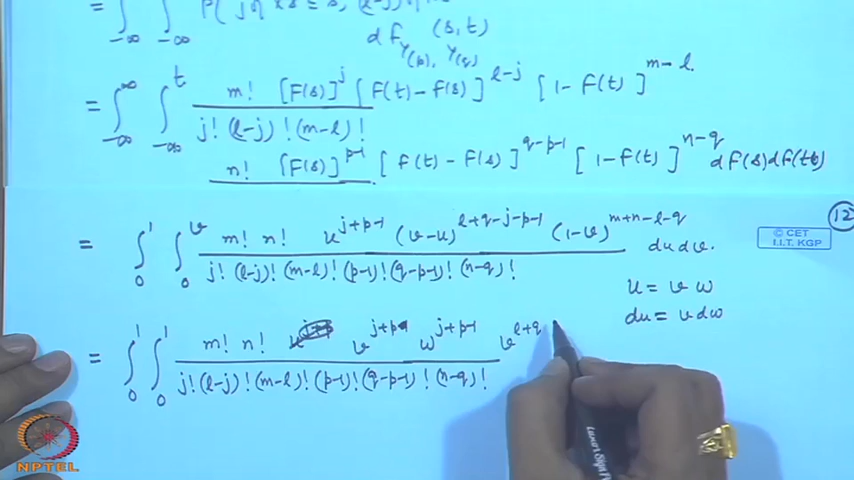 = ∫_{-∞}^{} ∫_{-∞}^{} P(
d F_{Y(p), Y(q)} (s, t)
= ∫_{-∞}^{∞} ∫_{-∞}^{t} m! [F(s)]^j [F(t) - F(s)]^{l-j} [1 - F(t)]^{m-l}
j! (l-j)! (m-l)!
n! [F(s)]^{p-1} [F(t) - F(s)]^{q-p-1} [1 - F(t)]^{n-q} dF(s) dF(t)
12
© CET
I.I.T. KGP
= ∫_0^1 ∫_0^v m! n! u^{j+p-1} (v-u)^{l+q-j-p-1} (1-v)^{m+n-l-q} du dv.
j! (l-j)! (m-l)! (p-1)! (q-p-1)! (n-q)!
u = v w
du = v dw
= ∫_0^1 ∫_0^1 m! n! v^{j+p} w^{j+p-1} v^{l+q
j! (l-j)! (m-l)! (p-1)! (q-p-1)! (n-q)!
NPTEL